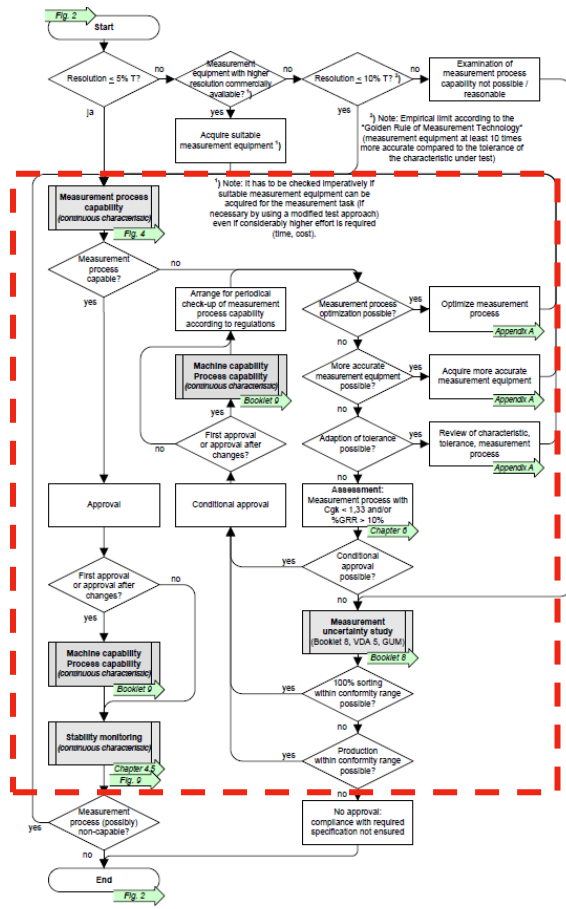 Fig. 2
Start
Resolution ≤ 5% T?
no
Measurement
equipment with higher
resolution commercially
available? ¹)
no
Resolution ≤ 10% T? ²)
no
Examination of
measurement process
capability not possible /
reasonable
ja
yes
yes
Acquire suitable
measurement equipment ¹)
²) Note: Empirical limit according to the
"Golden Rule of Measurement Technology"
(measurement equipment at least 10 times
more accurate compared to the tolerance
of the characteristic under test)
¹) Note: It has to be checked imperatively if
suitable measurement equipment can be
acquired for the measurement task (if
necessary by using a modified test approach)
even if considerably higher effort is required
(time, cost).
Measurement process
capability
(continuous characteristic)
Fig. 4
Measurement
process
capable?
no
yes
Arrange for periodical
check-up of measurement
process capability
according to regulations
Measurement process
optimization possible?
yes
Optimize measurement
process
Appendix A
no
Machine capability
Process capability
(continuous characteristic)
Booklet 9
More accurate
measurement equipment
possible?
yes
Acquire more accurate
measurement equipment
Appendix A
no
yes
no
First approval
or approval after
changes?
Adaption of tolerance
possible?
yes
Review of characteristic,
tolerance, measurement
process
Appendix A
no
Approval
Conditional approval
Assessment:
Measurement process with
Cgk < 1,33 and/or
%GRR > 10%
Chapter 6
First approval
or approval after
changes?
no
yes
yes
Conditional
approval
possible?
no
Machine capability
Process capability
(continuous characteristic)
Booklet 9
Measurement
uncertainty study
(Booklet 8, VDA 5, GUM)
Booklet 8
yes
100% sorting
within conformity range
possible?
no
Stability monitoring
(continuous characteristic)
Chapter 4.5
Fig. 9
yes
Production
within conformity range
possible?
no
yes
Measurement
process (possibly)
non-capable?
no
No approval:
compliance with required
specification not ensured
End
Fig. 2